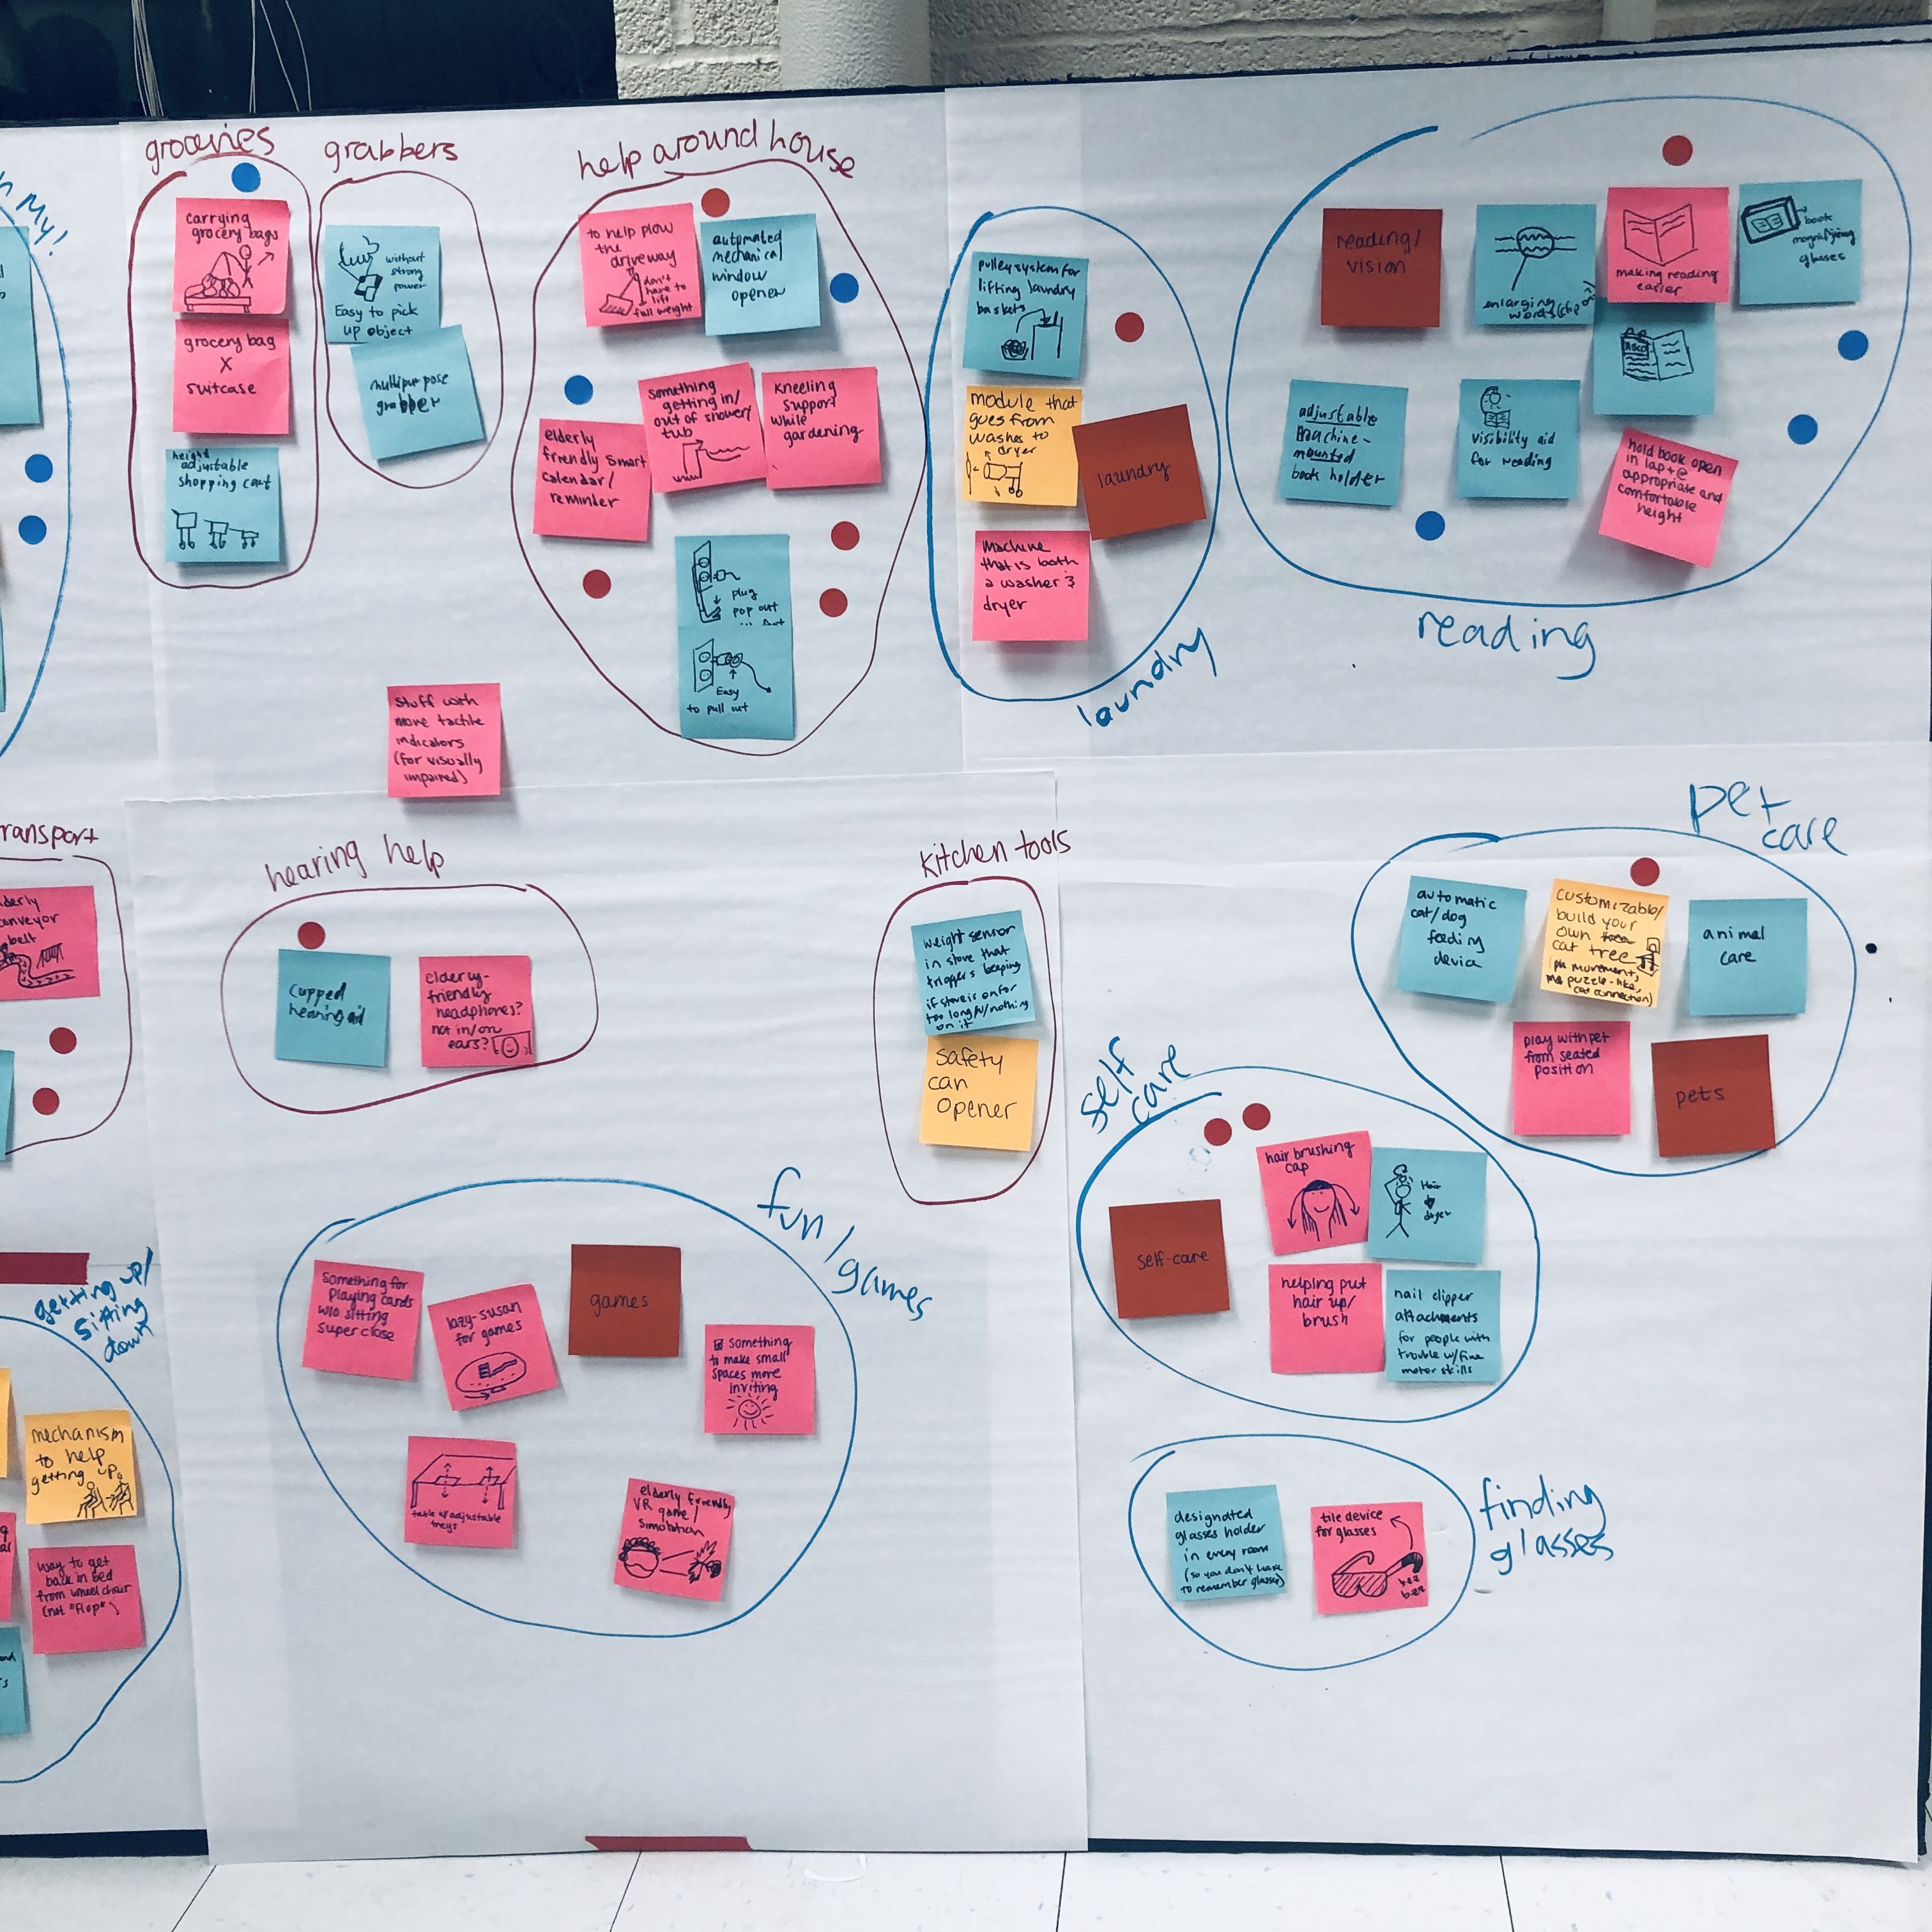 My!
groceries
carrying
grocery bags
grocery bag
X
suitcase
height
adjustable
shopping cart
grabbers
without
strong
power
Easy to pick
up object
multipurpose
grabber
help around house
to help plow
the
driveway
don't
have to
lift
full weight
automated
mechanical
window
opener
elderly
friendly smart
calendar/
reminder
something
getting in/
out of shower/
tub
kneeling
support
while
gardening
plug
pop out
Easy
to pull out
pulley system for
lifting laundry
baskets
module that
goes from
washes to
dryer
laundry
machine
that is both
a washer &
dryer
laundry
reading/
vision
enlarging
words
making reading
easier
book
magnifying
glasses
ABCD
adjustable
machine-
mounted
book holder
visibility aid
for reading
hold book open
in lap + @
appropriate and
comfortable
height
reading
stuff with
more tactile
indicators
(for visually
impaired)
ransport
derly
conveyor
belt
hearing help
cupped
hearing aid
elderly-
friendly
headphones?
not in/on
ears?
kitchen tools
weight sensor
in stove that
triggers beeping
if stove is on for
too long/w/nothing
on it
safety
can
opener
pet
care
automatic
cat/dog
feeding
device
customizable/
build your
own
cat tree
movement,
puzzle-like,
cat connection)
animal
care
play with pet
from seated
position
pets
self
care
hair brushing
cap
Hair
dryer
self-care
helping put
hair up/
brush
nail clipper
attachments
for people with
trouble w/fine
motor skills
getting up/
sitting
down
mechanism
to help
getting up
way to get
back in bed
from wheel chair
(not "flop")
fun/games
something for
playing cards
w/o sitting
super close
lazy-susan
for games
games
something
to make small
spaces more
inviting
table w/adjustable
trays
elderly friendly
VR game/
simulation
finding
glasses
designated
glasses holder
in every room
(so you don't have
to remember glasses)
tile device
for glasses
bzz
bzz